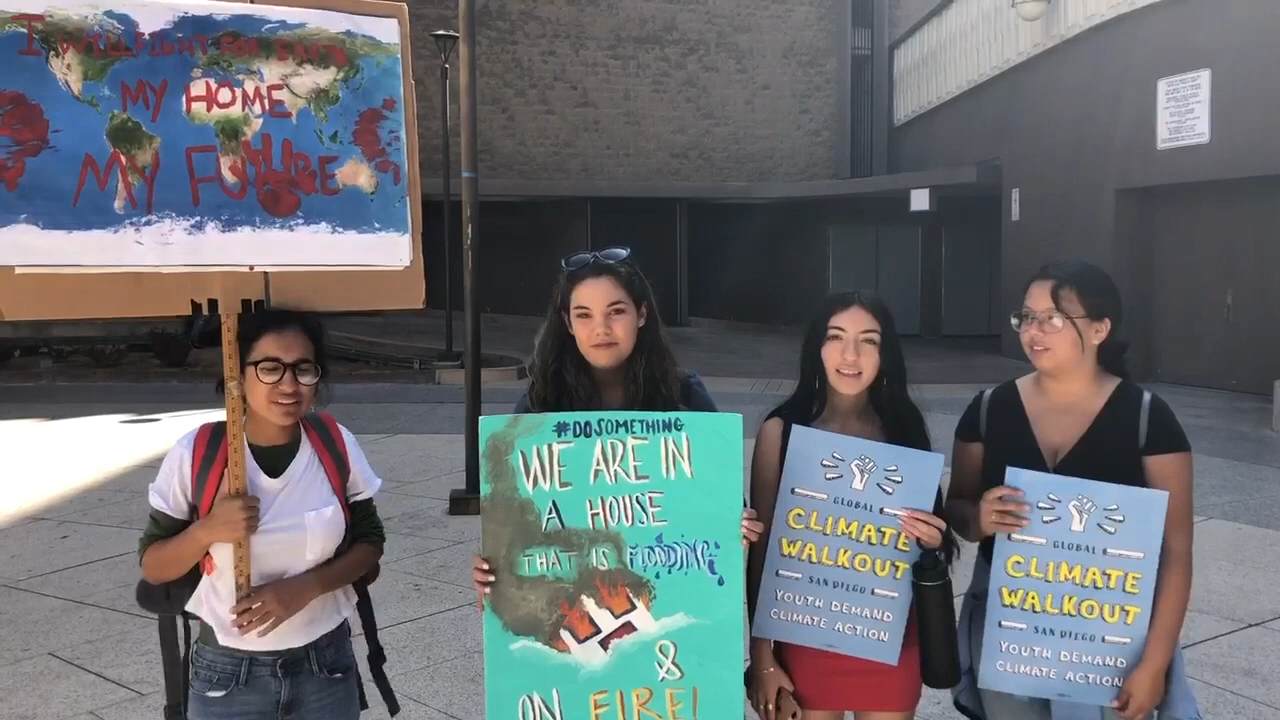 I WILL FIGHT FOR EARTH
MY HOME
MY FUTURE
#DOSOMETHING
WE ARE IN
A HOUSE
THAT IS FLOODING
&
ON FIRE!
GLOBAL
CLIMATE
WALKOUT
SAN DIEGO
YOUTH DEMAND
CLIMATE ACTION
GLOBAL
CLIMATE
WALKOUT
SAN DIEGO
YOUTH DEMAND
CLIMATE ACTION